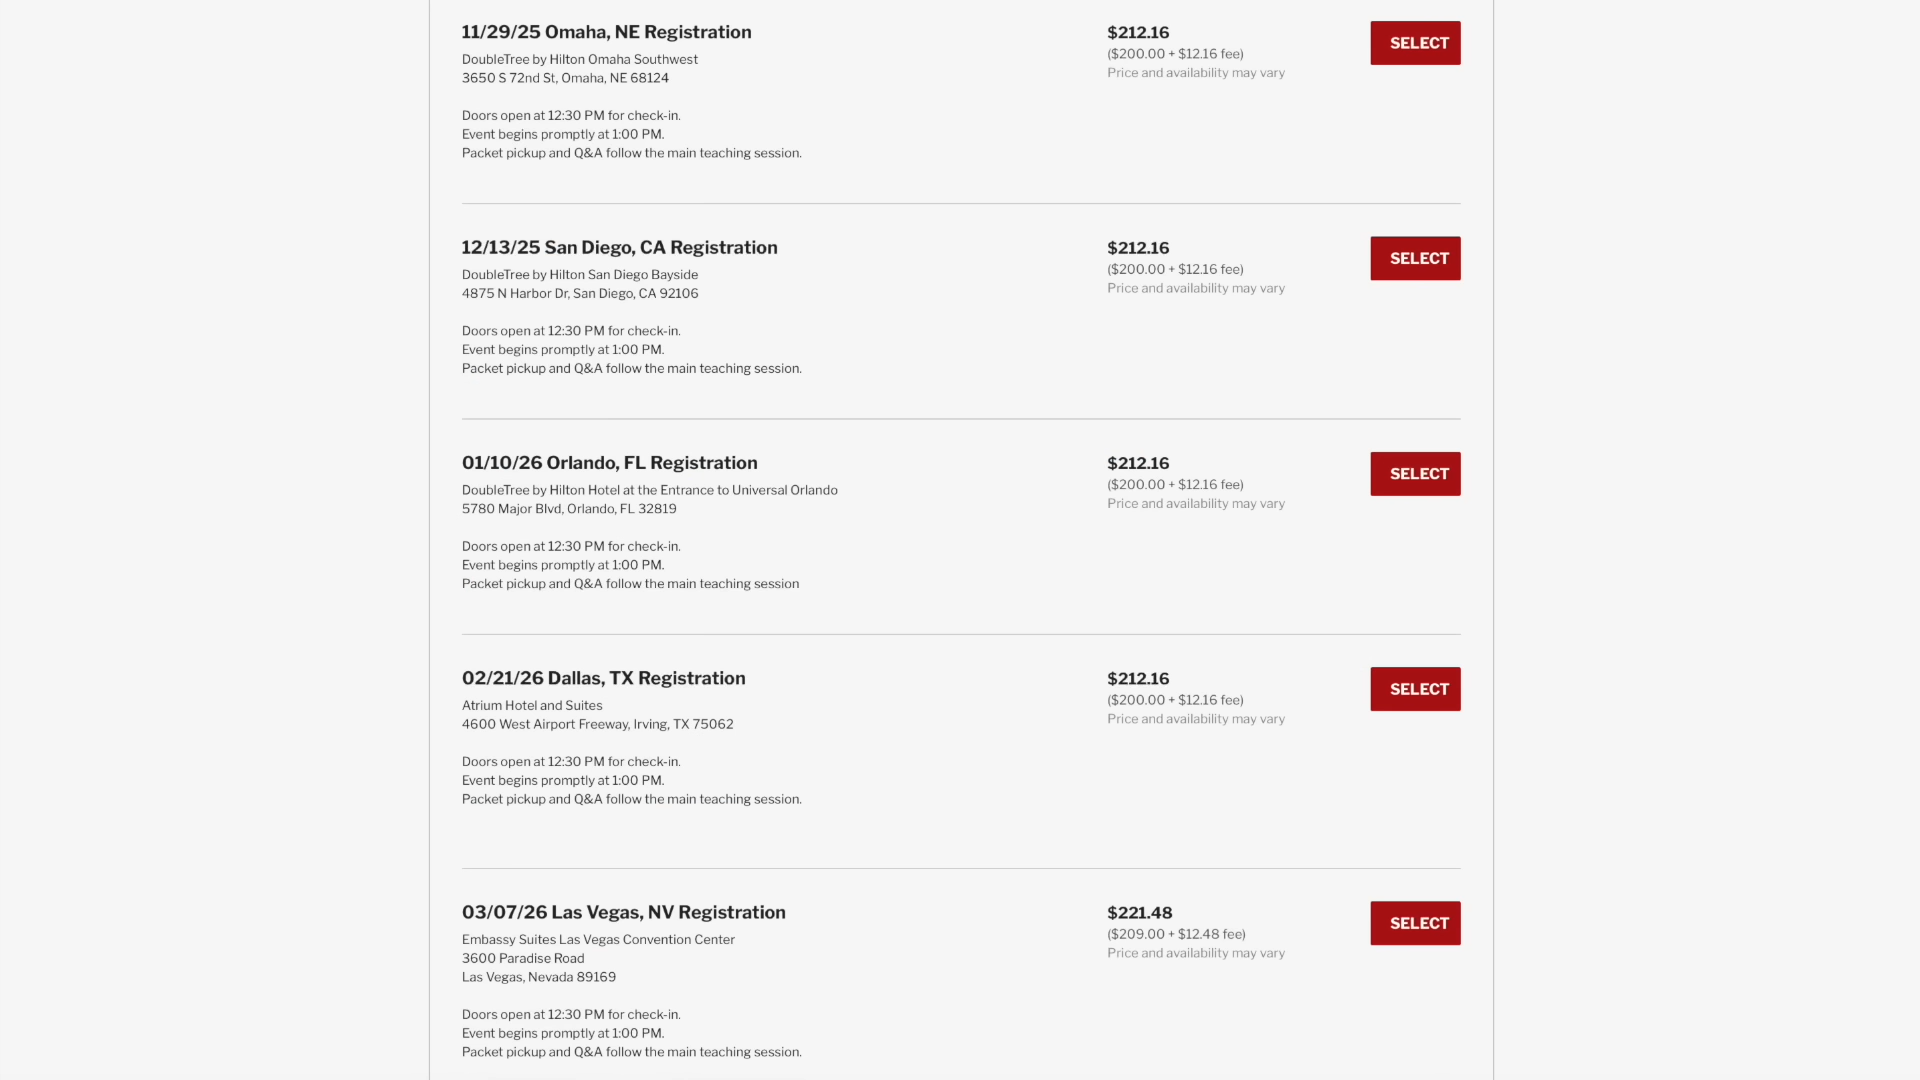 11/29/25 Omaha, NE Registration
DoubleTree by Hilton Omaha Southwest
3650 S 72nd St, Omaha, NE 68124
Doors open at 12:30 PM for check-in.
Event begins promptly at 1:00 PM.
Packet pickup and Q&A follow the main teaching session.
$212.16
($200.00 + $12.16 fee)
Price and availability may vary
SELECT
12/13/25 San Diego, CA Registration
DoubleTree by Hilton San Diego Bayside
4875 N Harbor Dr, San Diego, CA 92106
Doors open at 12:30 PM for check-in.
Event begins promptly at 1:00 PM.
Packet pickup and Q&A follow the main teaching session.
$212.16
($200.00 + $12.16 fee)
Price and availability may vary
SELECT
01/10/26 Orlando, FL Registration
DoubleTree by Hilton Hotel at the Entrance to Universal Orlando
5780 Major Blvd, Orlando, FL 32819
Doors open at 12:30 PM for check-in.
Event begins promptly at 1:00 PM.
Packet pickup and Q&A follow the main teaching session
$212.16
($200.00 + $12.16 fee)
Price and availability may vary
SELECT
02/21/26 Dallas, TX Registration
Atrium Hotel and Suites
4600 West Airport Freeway, Irving, TX 75062
Doors open at 12:30 PM for check-in.
Event begins promptly at 1:00 PM.
Packet pickup and Q&A follow the main teaching session.
$212.16
($200.00 + $12.16 fee)
Price and availability may vary
SELECT
03/07/26 Las Vegas, NV Registration
Embassy Suites Las Vegas Convention Center
3600 Paradise Road
Las Vegas, Nevada 89169
Doors open at 12:30 PM for check-in.
Event begins promptly at 1:00 PM.
Packet pickup and Q&A follow the main teaching session.
$221.48
($209.00 + $12.48 fee)
Price and availability may vary
SELECT